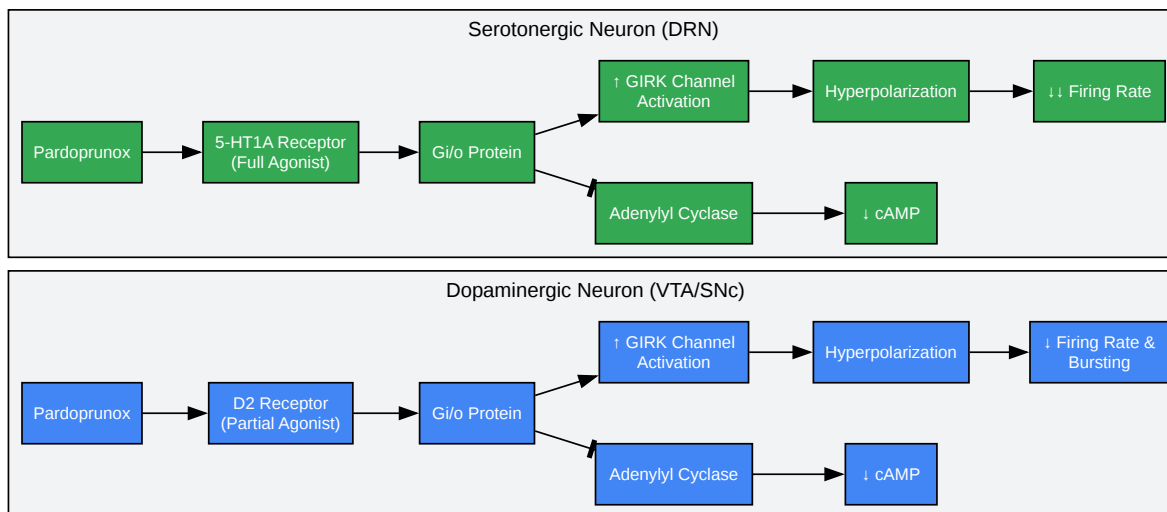 Serotonergic Neuron (DRN)
↑ GIRK Channel
Activation
Hyperpolarization
↓↓ Firing Rate
Pardoprunox
5-HT1A Receptor
(Full Agonist)
Gi/o Protein
Adenylyl Cyclase
↓ cAMP
Dopaminergic Neuron (VTA/SNc)
↑ GIRK Channel
Activation
Hyperpolarization
↓ Firing Rate &
Bursting
Pardoprunox
D2 Receptor
(Partial Agonist)
Gi/o Protein
Adenylyl Cyclase
↓ cAMP